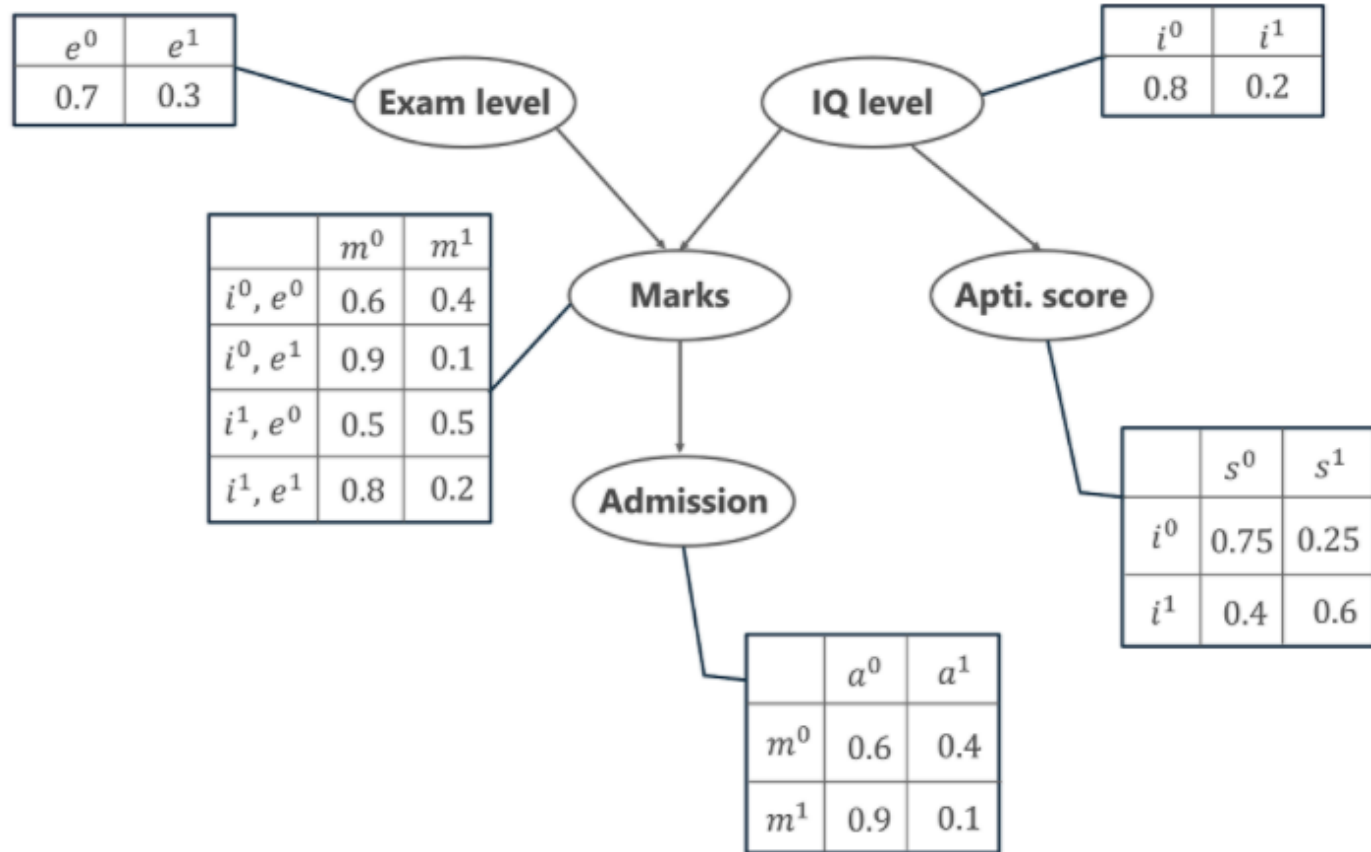 e⁰ e¹
0.7 0.3
Exam level
IQ level
i⁰ i¹
0.8 0.2
m⁰ m¹
i⁰, e⁰ 0.6 0.4
i⁰, e¹ 0.9 0.1
i¹, e⁰ 0.5 0.5
i¹, e¹ 0.8 0.2
Marks
Apti. score
Admission
s⁰ s¹
i⁰ 0.75 0.25
i¹ 0.4 0.6
a⁰ a¹
m⁰ 0.6 0.4
m¹ 0.9 0.1